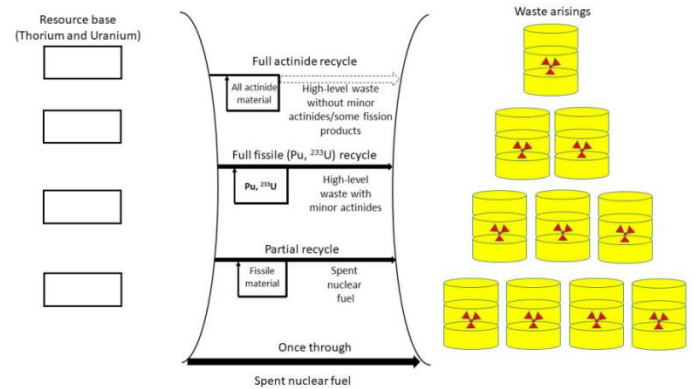 Resource base
(Thorium and Uranium)
Waste arisings
Full actinide recycle
All actinide
material
High-level waste
without minor
actinides/some fission
products
Full fissile (Pu, ²³³U) recycle
Pu, ²³³U
High-level
waste with
minor actinides
Partial recycle
Fissile
material
Spent
nuclear
fuel
Once through
Spent nuclear fuel